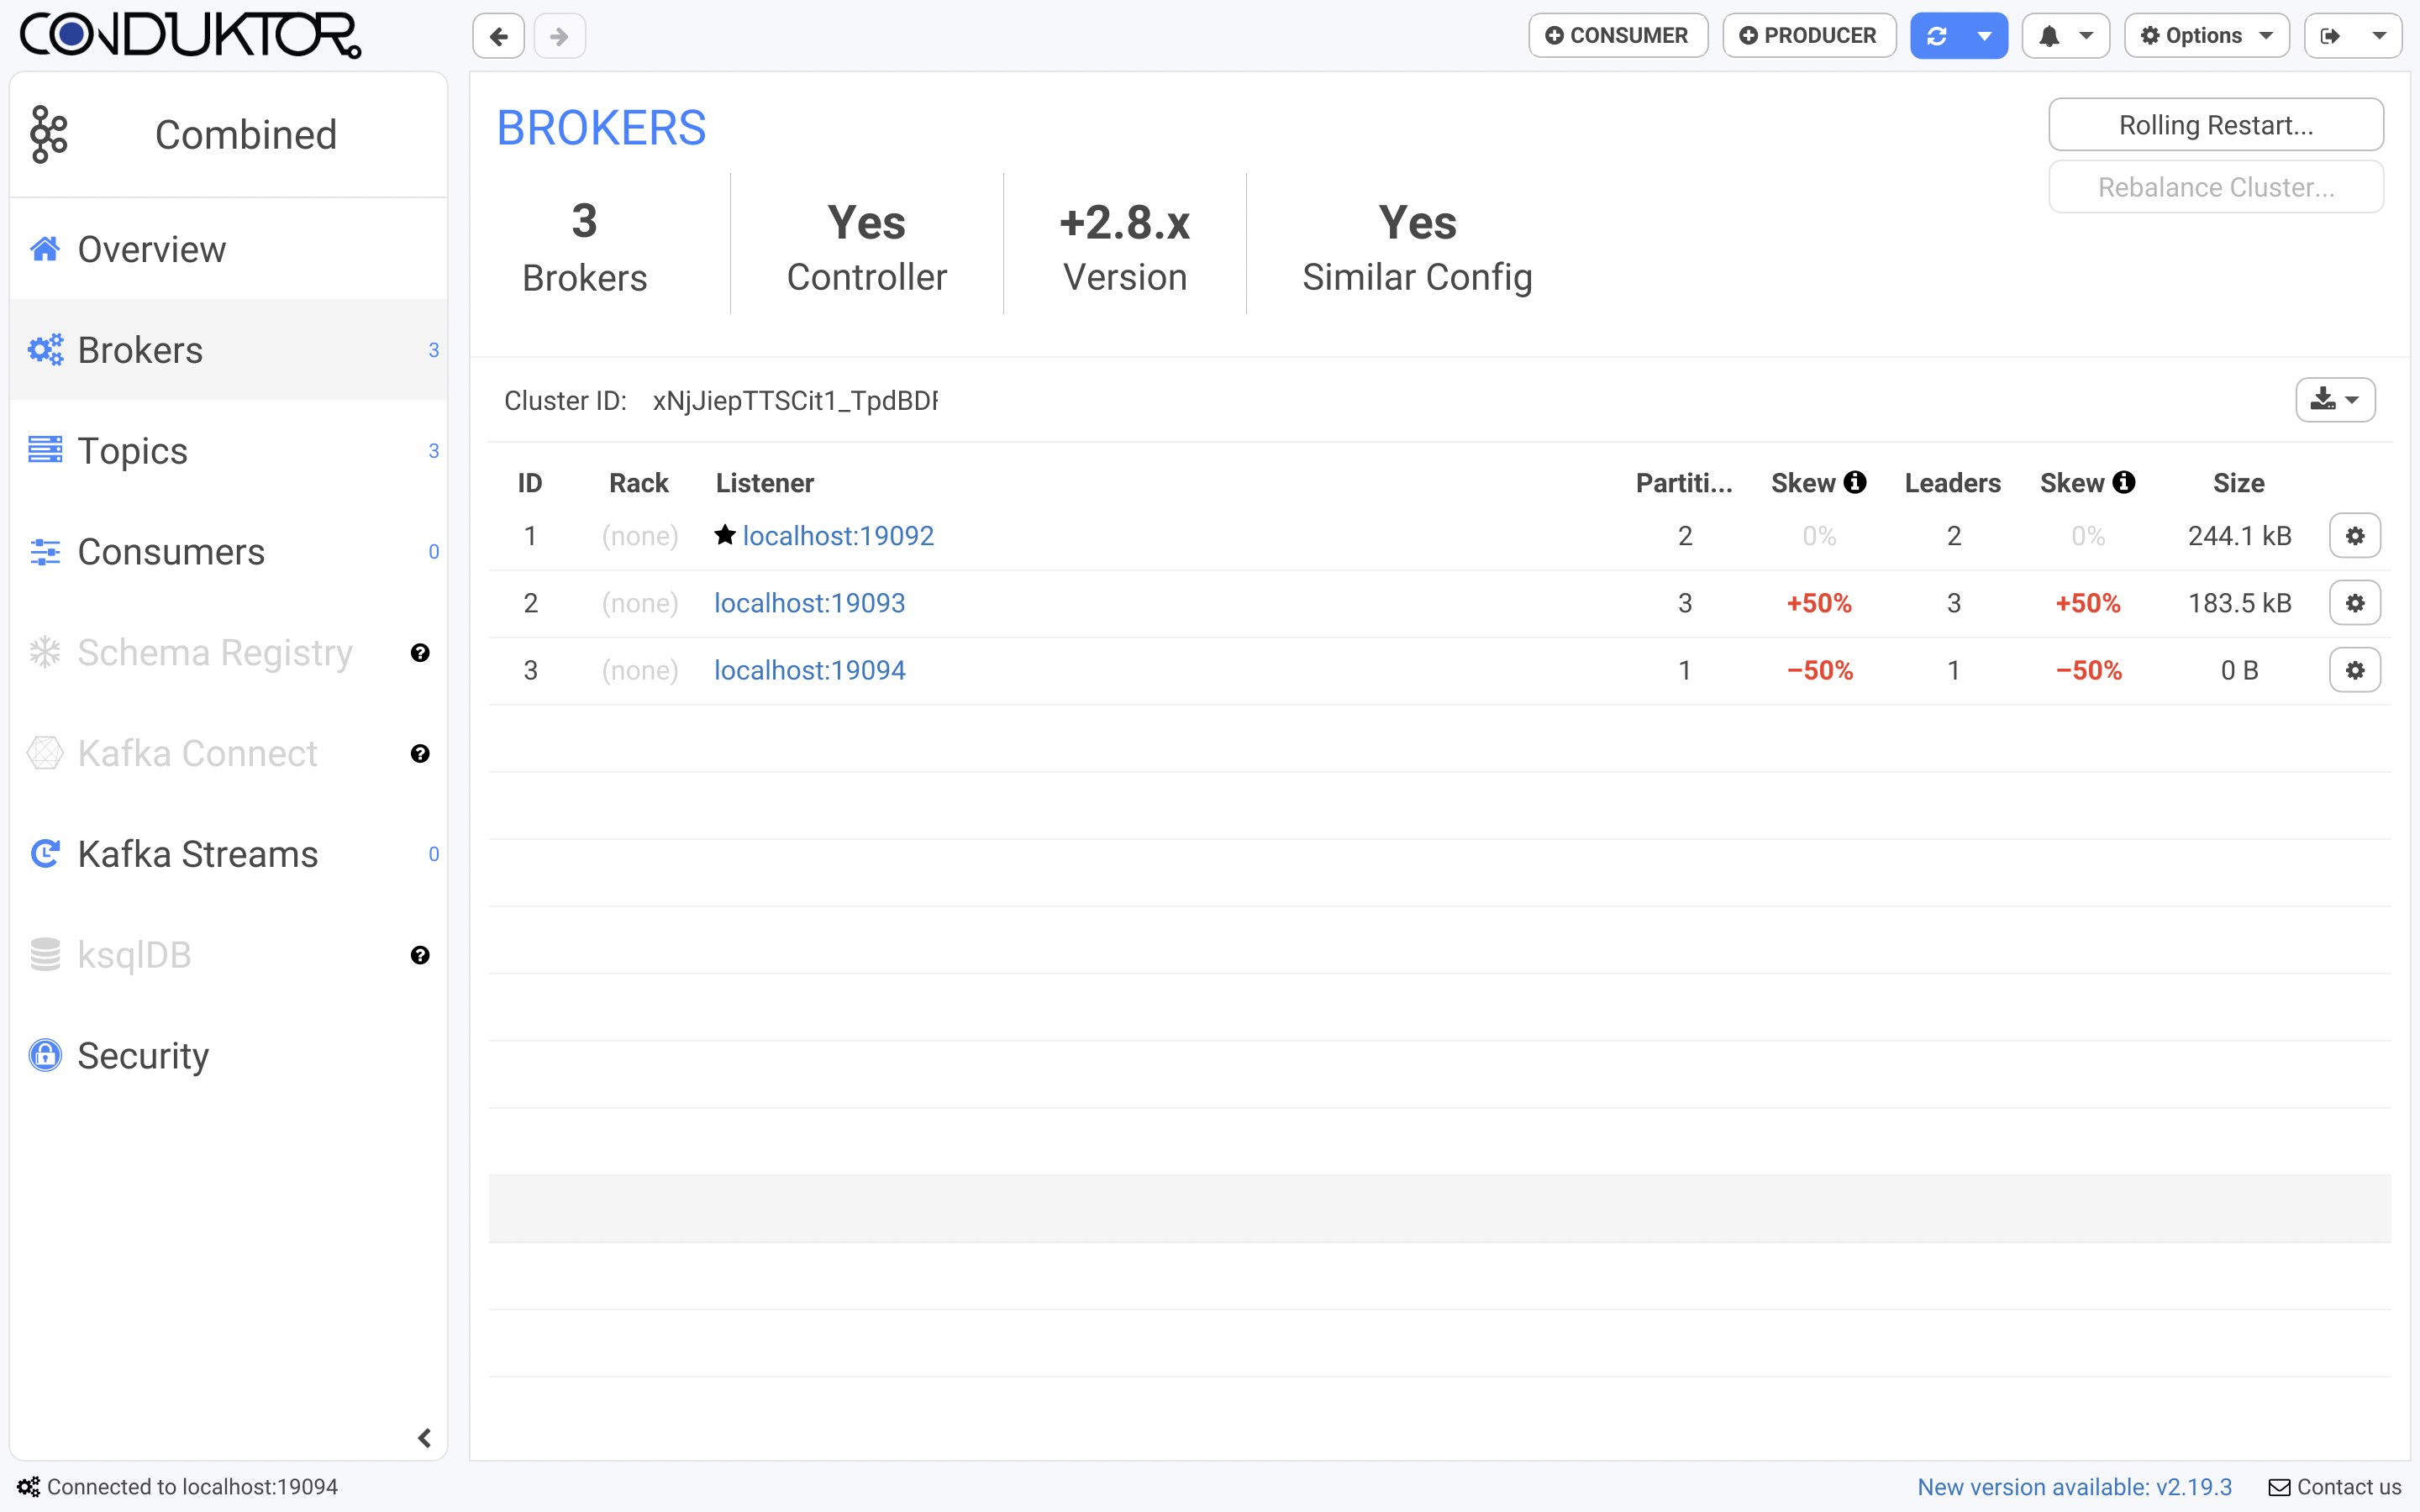 CONDUKTOR
CONSUMER
PRODUCER
Options
Combined
Overview
Brokers 3
Topics 3
Consumers 0
Schema Registry
Kafka Connect
Kafka Streams 0
ksqlDB
Security
BROKERS
Rolling Restart...
Rebalance Cluster...
3 Yes +2.8.x Yes
Brokers Controller Version Similar Config
Cluster ID: xNjJiepTTSCit1_TpdBD
ID Rack Listener Partiti... Skew Leaders Skew Size
1 (none) localhost:19092 2 0% 2 0% 244.1 kB
2 (none) localhost:19093 3 +50% 3 +50% 183.5 kB
3 (none) localhost:19094 1 −50% 1 −50% 0 B
Connected to localhost:19094
New version available: v2.19.3
Contact us